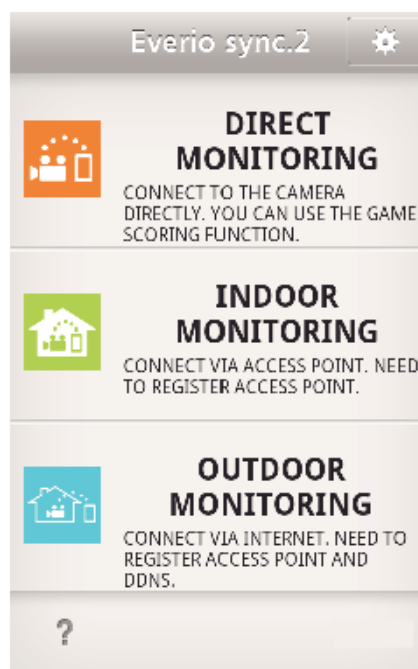 Everio sync.2
DIRECT
MONITORING
CONNECT TO THE CAMERA
DIRECTLY. YOU CAN USE THE GAME
SCORING FUNCTION.
INDOOR
MONITORING
CONNECT VIA ACCESS POINT. NEED
TO REGISTER ACCESS POINT.
OUTDOOR
MONITORING
CONNECT VIA INTERNET. NEED TO
REGISTER ACCESS POINT AND
DDNS.
?